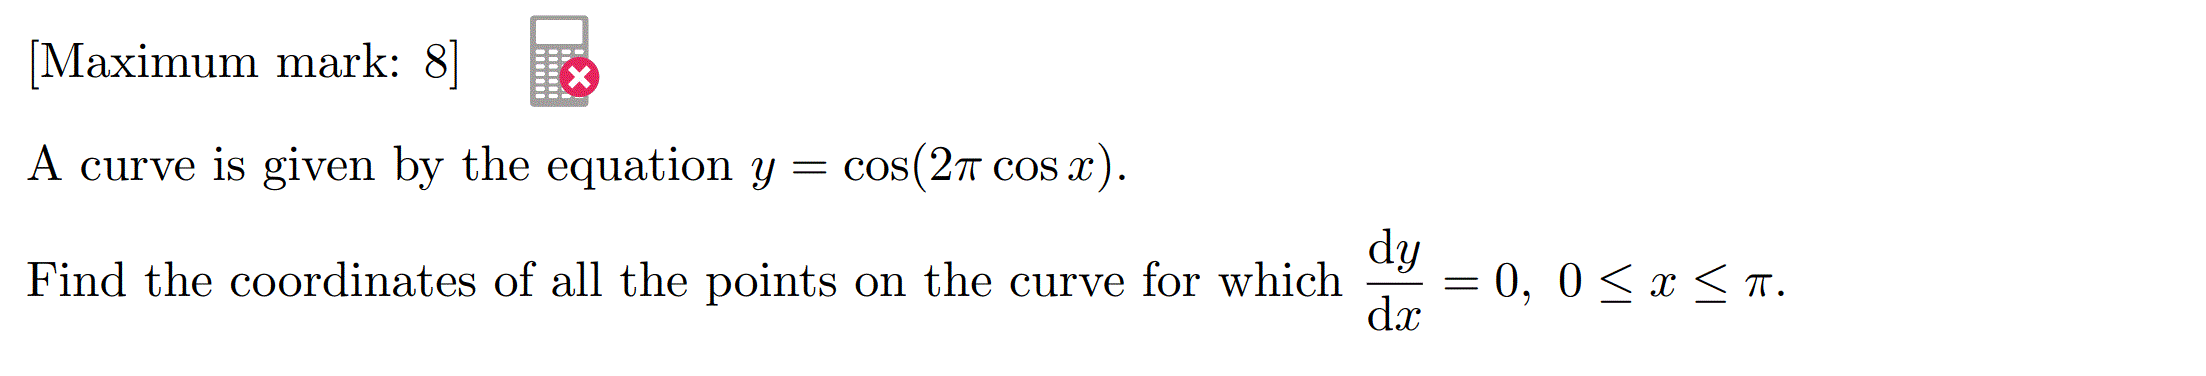 [Maximum mark: 8]
A curve is given by the equation y = cos(2π cos x).
Find the coordinates of all the points on the curve for which dy/dx = 0, 0 ≤ x ≤ π.